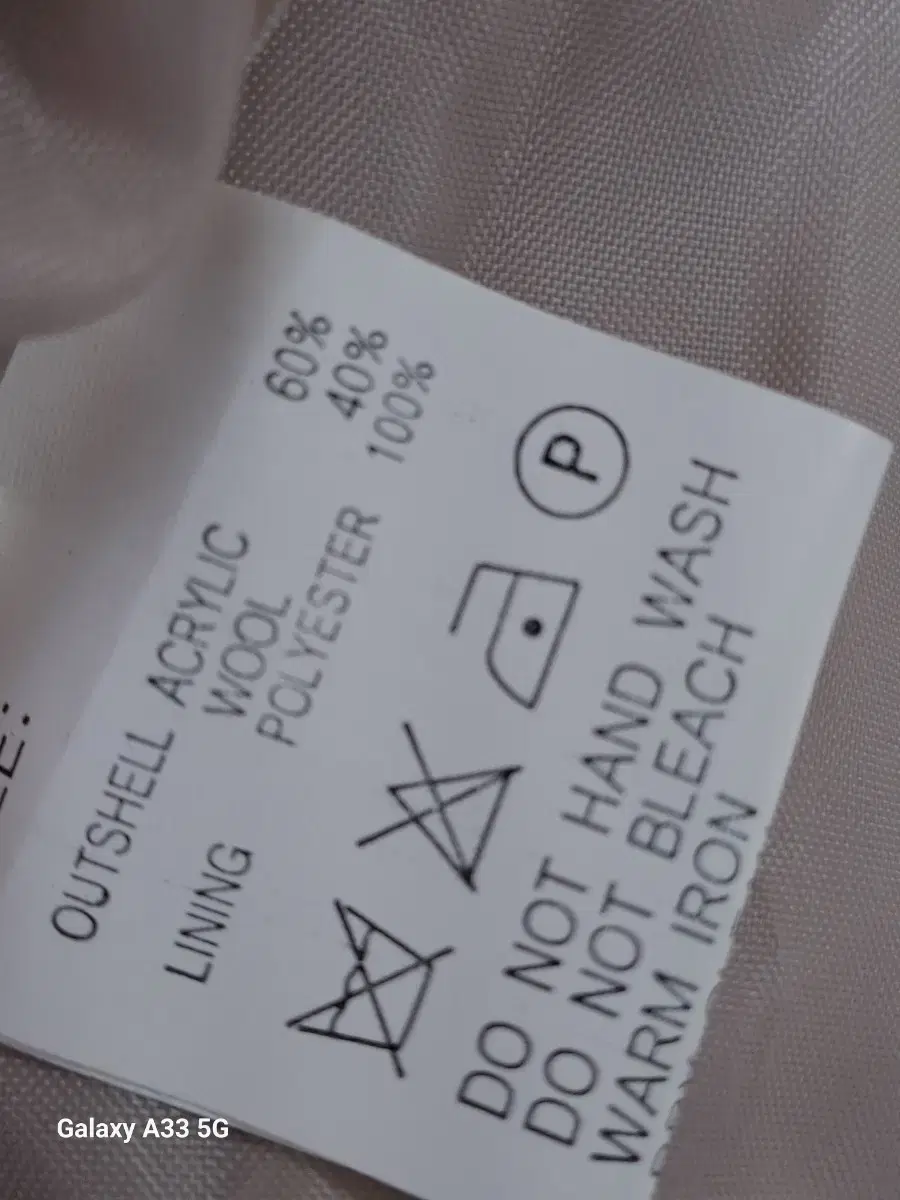 OUTSHELL ACRYLIC 60%
WOOL 40%
LINING POLYESTER 100%
P
DO NOT HAND WASH
DO NOT BLEACH
WARM IRON
Galaxy A33 5G